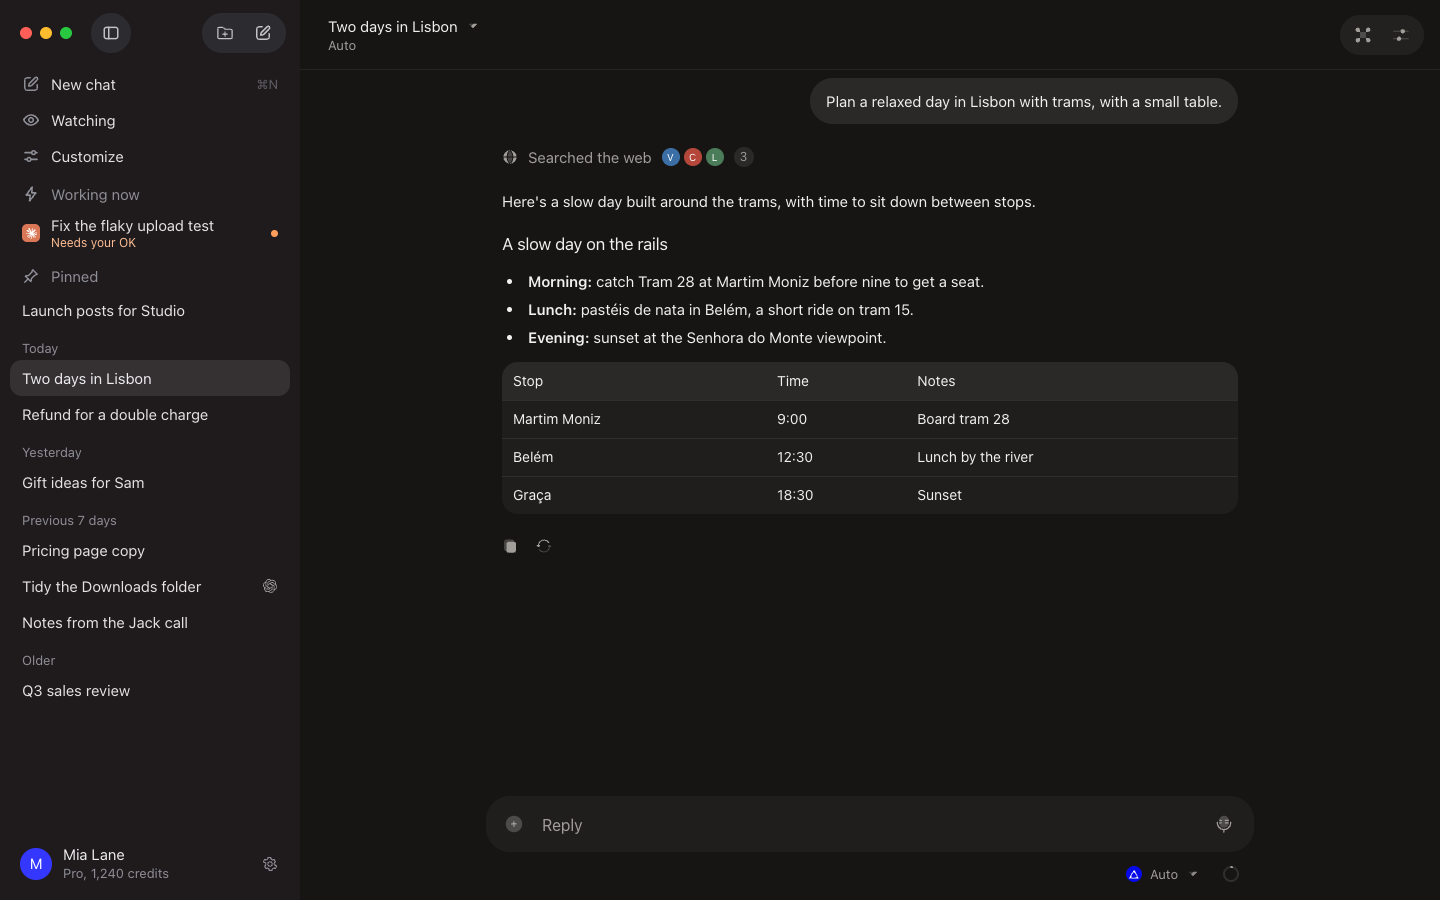 New chat ⌘N
Watching
Customize
Working now
Fix the flaky upload test
Needs your OK
Pinned
Launch posts for Studio
Today
Two days in Lisbon
Refund for a double charge
Yesterday
Gift ideas for Sam
Previous 7 days
Pricing page copy
Tidy the Downloads folder
Notes from the Jack call
Older
Q3 sales review
M
Mia Lane
Pro, 1,240 credits
Two days in Lisbon
Auto
Plan a relaxed day in Lisbon with trams, with a small table.
Searched the web V C L 3
Here's a slow day built around the trams, with time to sit down between stops.
A slow day on the rails
• Morning: catch Tram 28 at Martim Moniz before nine to get a seat.
• Lunch: pastéis de nata in Belém, a short ride on tram 15.
• Evening: sunset at the Senhora do Monte viewpoint.
Stop Time Notes
Martim Moniz 9:00 Board tram 28
Belém 12:30 Lunch by the river
Graça 18:30 Sunset
Reply
Auto